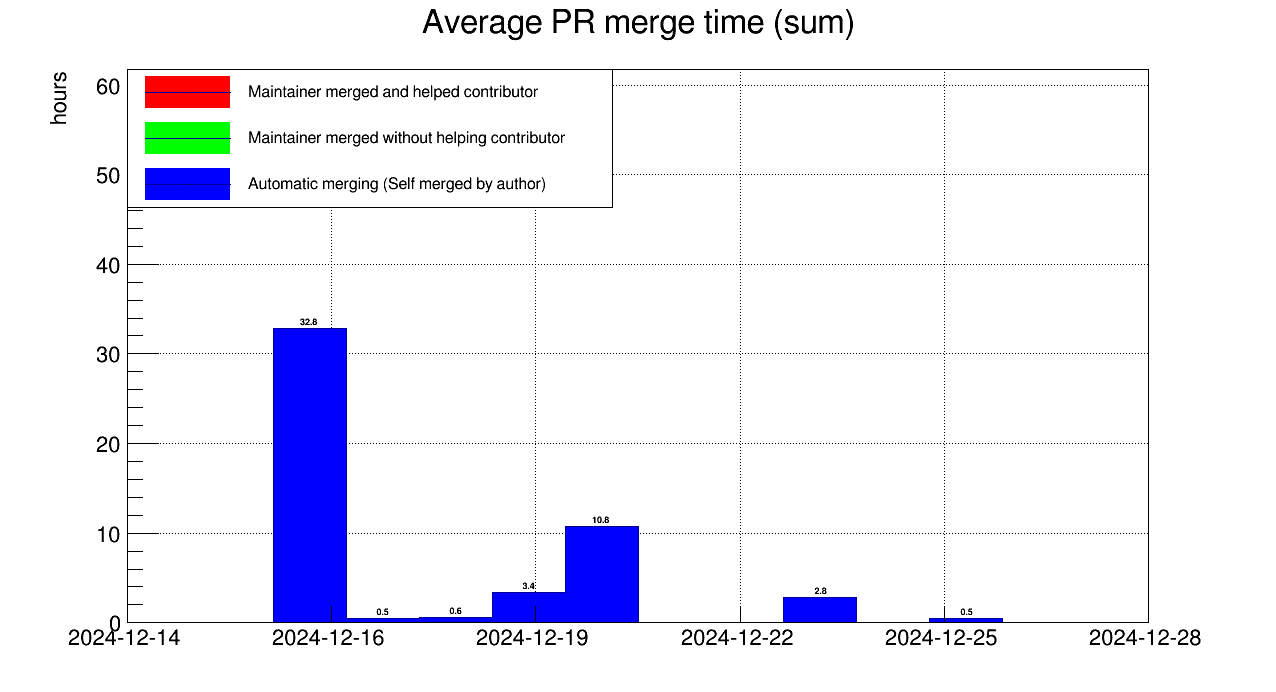 Average PR merge time (sum)
hours
Maintainer merged and helped contributor
Maintainer merged without helping contributor
Automatic merging (Self merged by author)
60
50
40
30
20
10
0
32.8
0.5
0.6
3.4
10.8
2.8
0.5
2024-12-14 2024-12-16 2024-12-19 2024-12-22 2024-12-25 2024-12-28